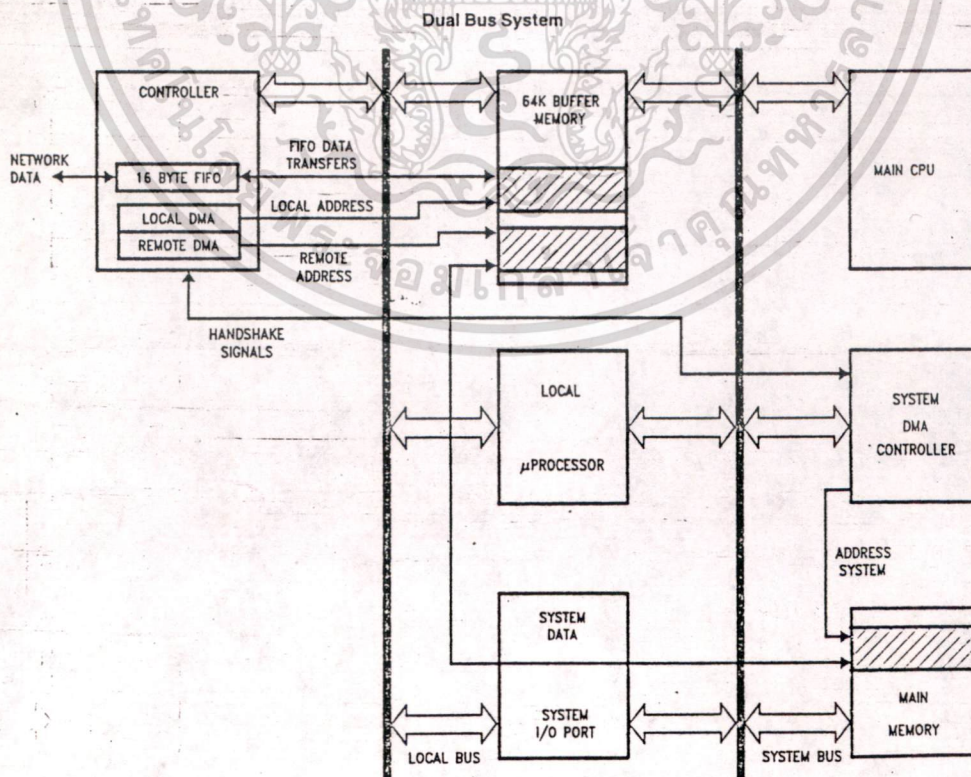 Dual Bus System
CONTROLLER
NETWORK
DATA
16 BYTE FIFO
LOCAL DMA
REMOTE DMA
FIFO DATA
TRANSFERS
LOCAL ADDRESS
REMOTE
ADDRESS
64K BUFFER
MEMORY
MAIN CPU
HANDSHAKE
SIGNALS
LOCAL
μPROCESSOR
SYSTEM
DMA
CONTROLLER
ADDRESS
SYSTEM
SYSTEM
DATA
SYSTEM
I/O PORT
MAIN
MEMORY
LOCAL BUS
SYSTEM BUS